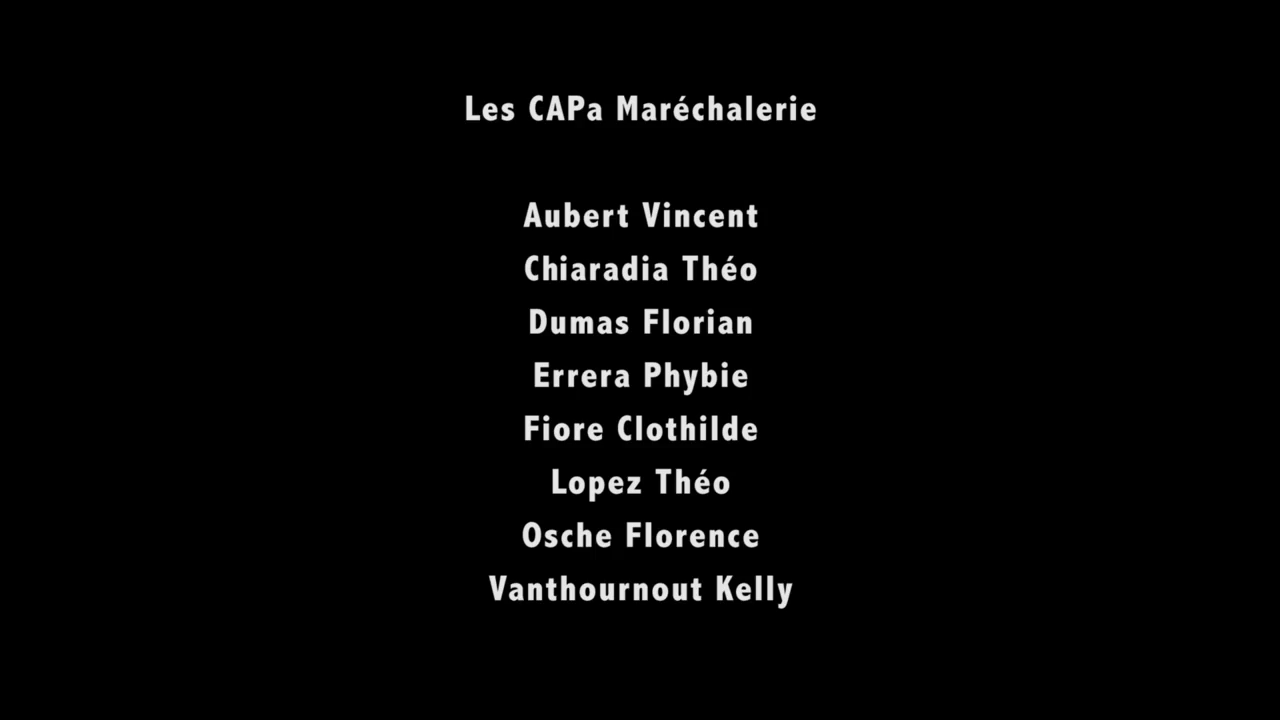 Les CAPa Maréchalerie
Aubert Vincent
Chiaradia Théo
Dumas Florian
Errera Phybie
Fiore Clothilde
Lopez Théo
Osche Florence
Vanthournout Kelly